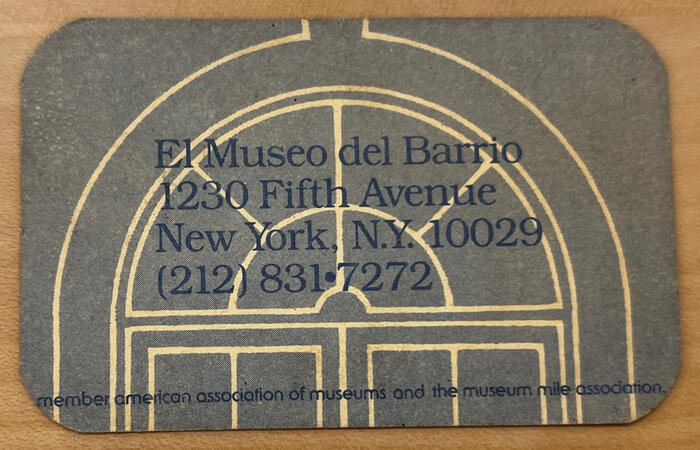 El Museo del Barrio
1230 Fifth Avenue
New York, N.Y. 10029
(212) 831•7272
member american association of museums and the museum mile association.